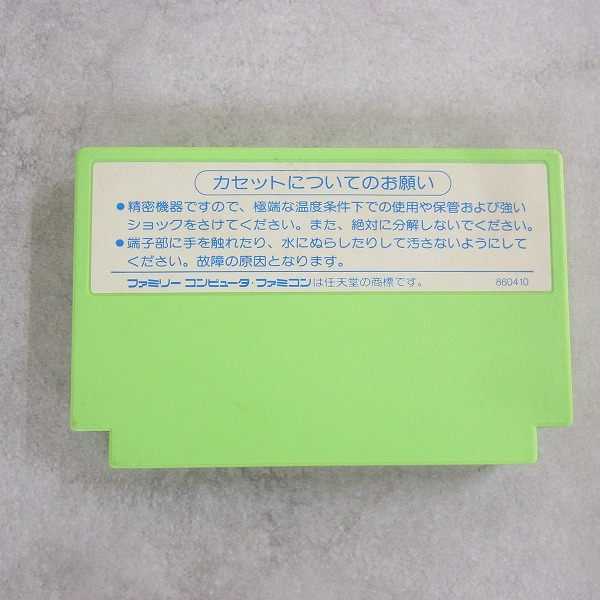 カセットについてのお願い
●精密機器ですので、極端な温度条件下での使用や保管および強い
ショックをさけてください。また、絶対に分解しないでください。
●端子部に手を触れたり、水にぬらしたりして汚さないようにして
ください。故障の原因となります。
ファミリー コンピュータ・ファミコンは任天堂の商標です。 860410